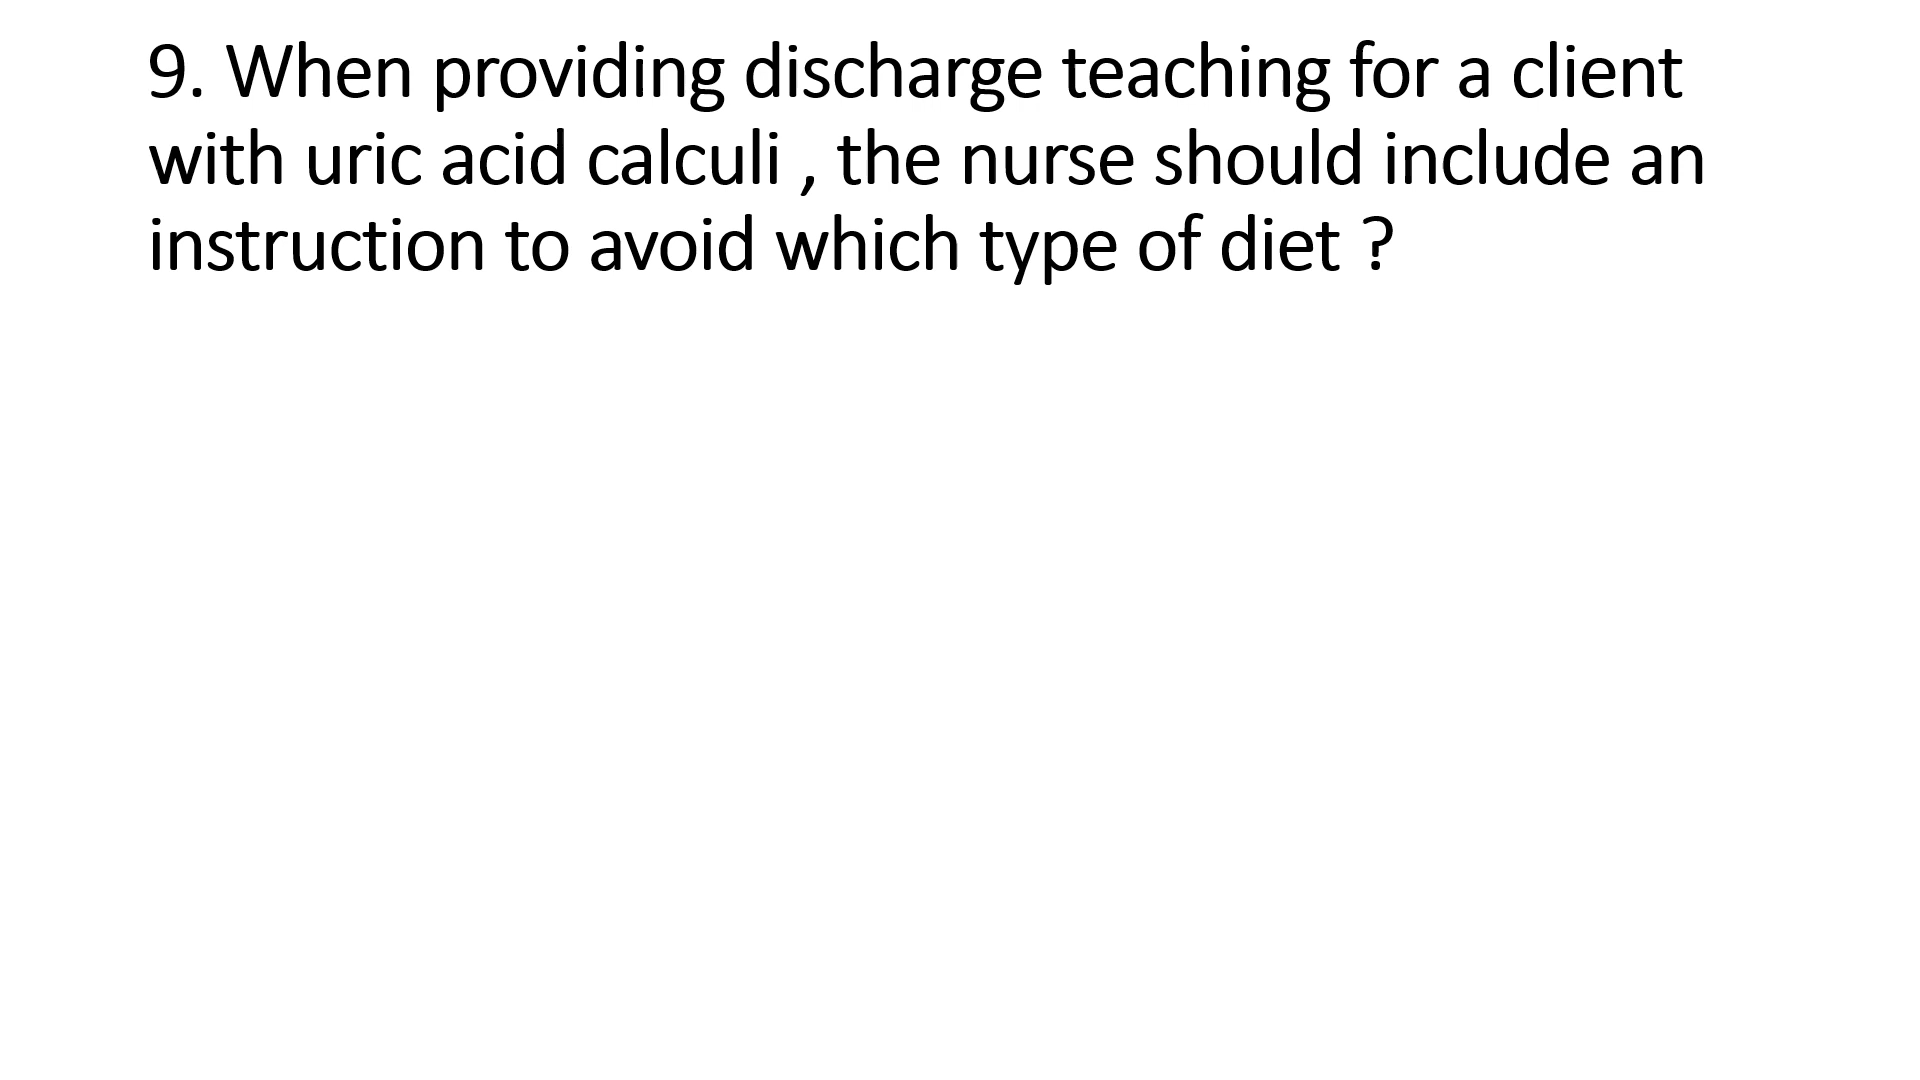 9. When providing discharge teaching for a client
with uric acid calculi , the nurse should include an
instruction to avoid which type of diet ?